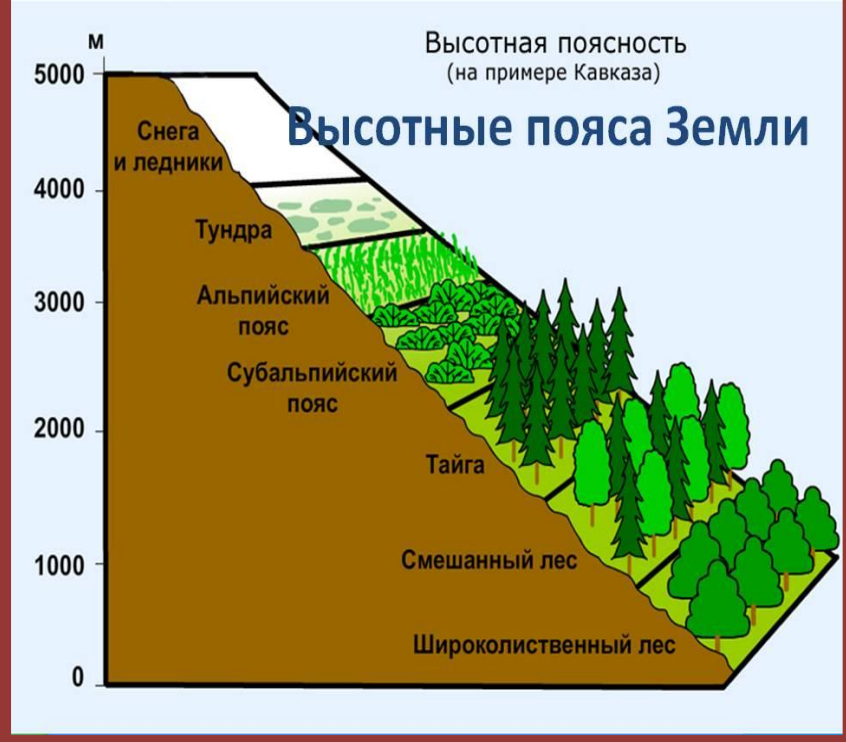 м
Высотная поясность
(на примере Кавказа)
Высотные пояса Земли
5000
Снега
и ледники
4000
Тундра
Альпийский
пояс
3000
Субальпийский
пояс
2000
Тайга
1000
Смешанный лес
Широколиственный лес
0